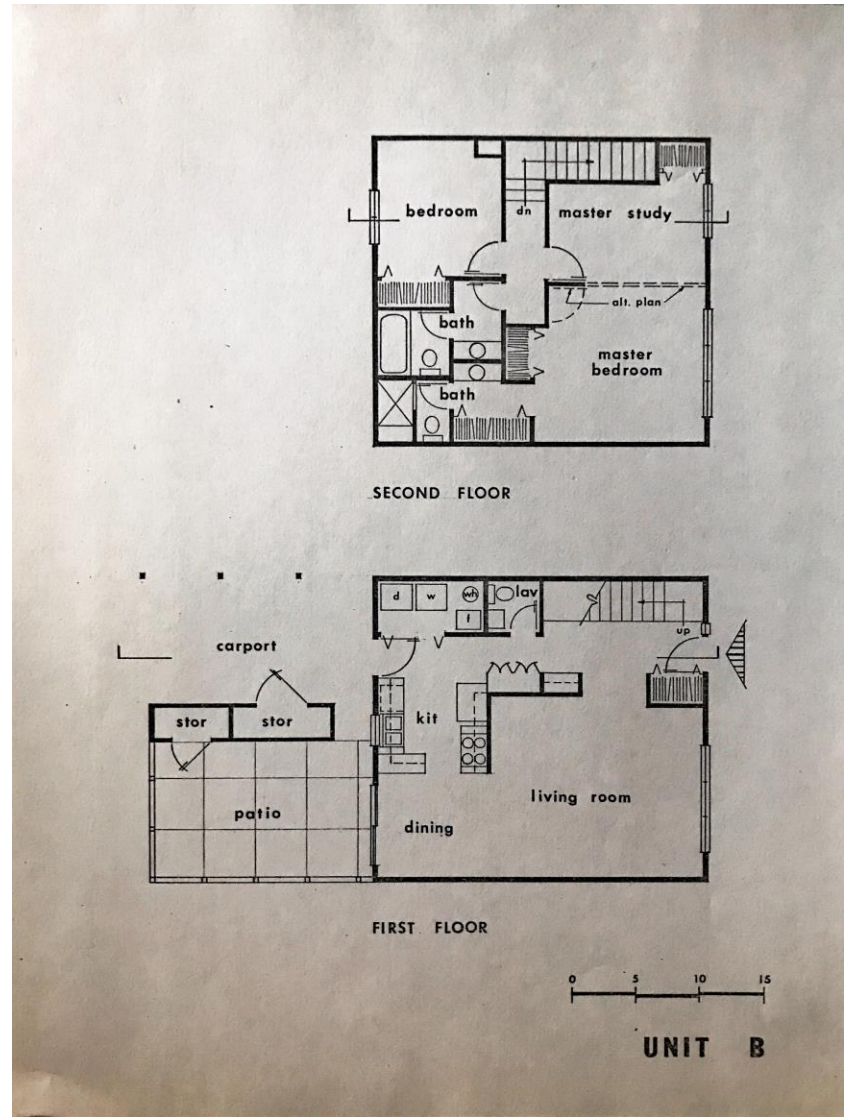 bedroom
dn
master study
alt. plan
bath
master
bedroom
bath
SECOND FLOOR
d
w
wh
f
lav
up
carport
stor
stor
kit
living room
patio
dining
FIRST FLOOR
0 5 10 15
UNIT B